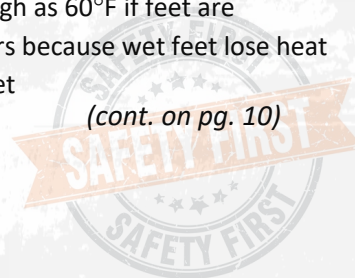 gh as 60°F if feet are
rs because wet feet lose heat
et
(cont. on pg. 10)
SAFETY FIRST
SAFETY FIRST
SAFETY FIRST